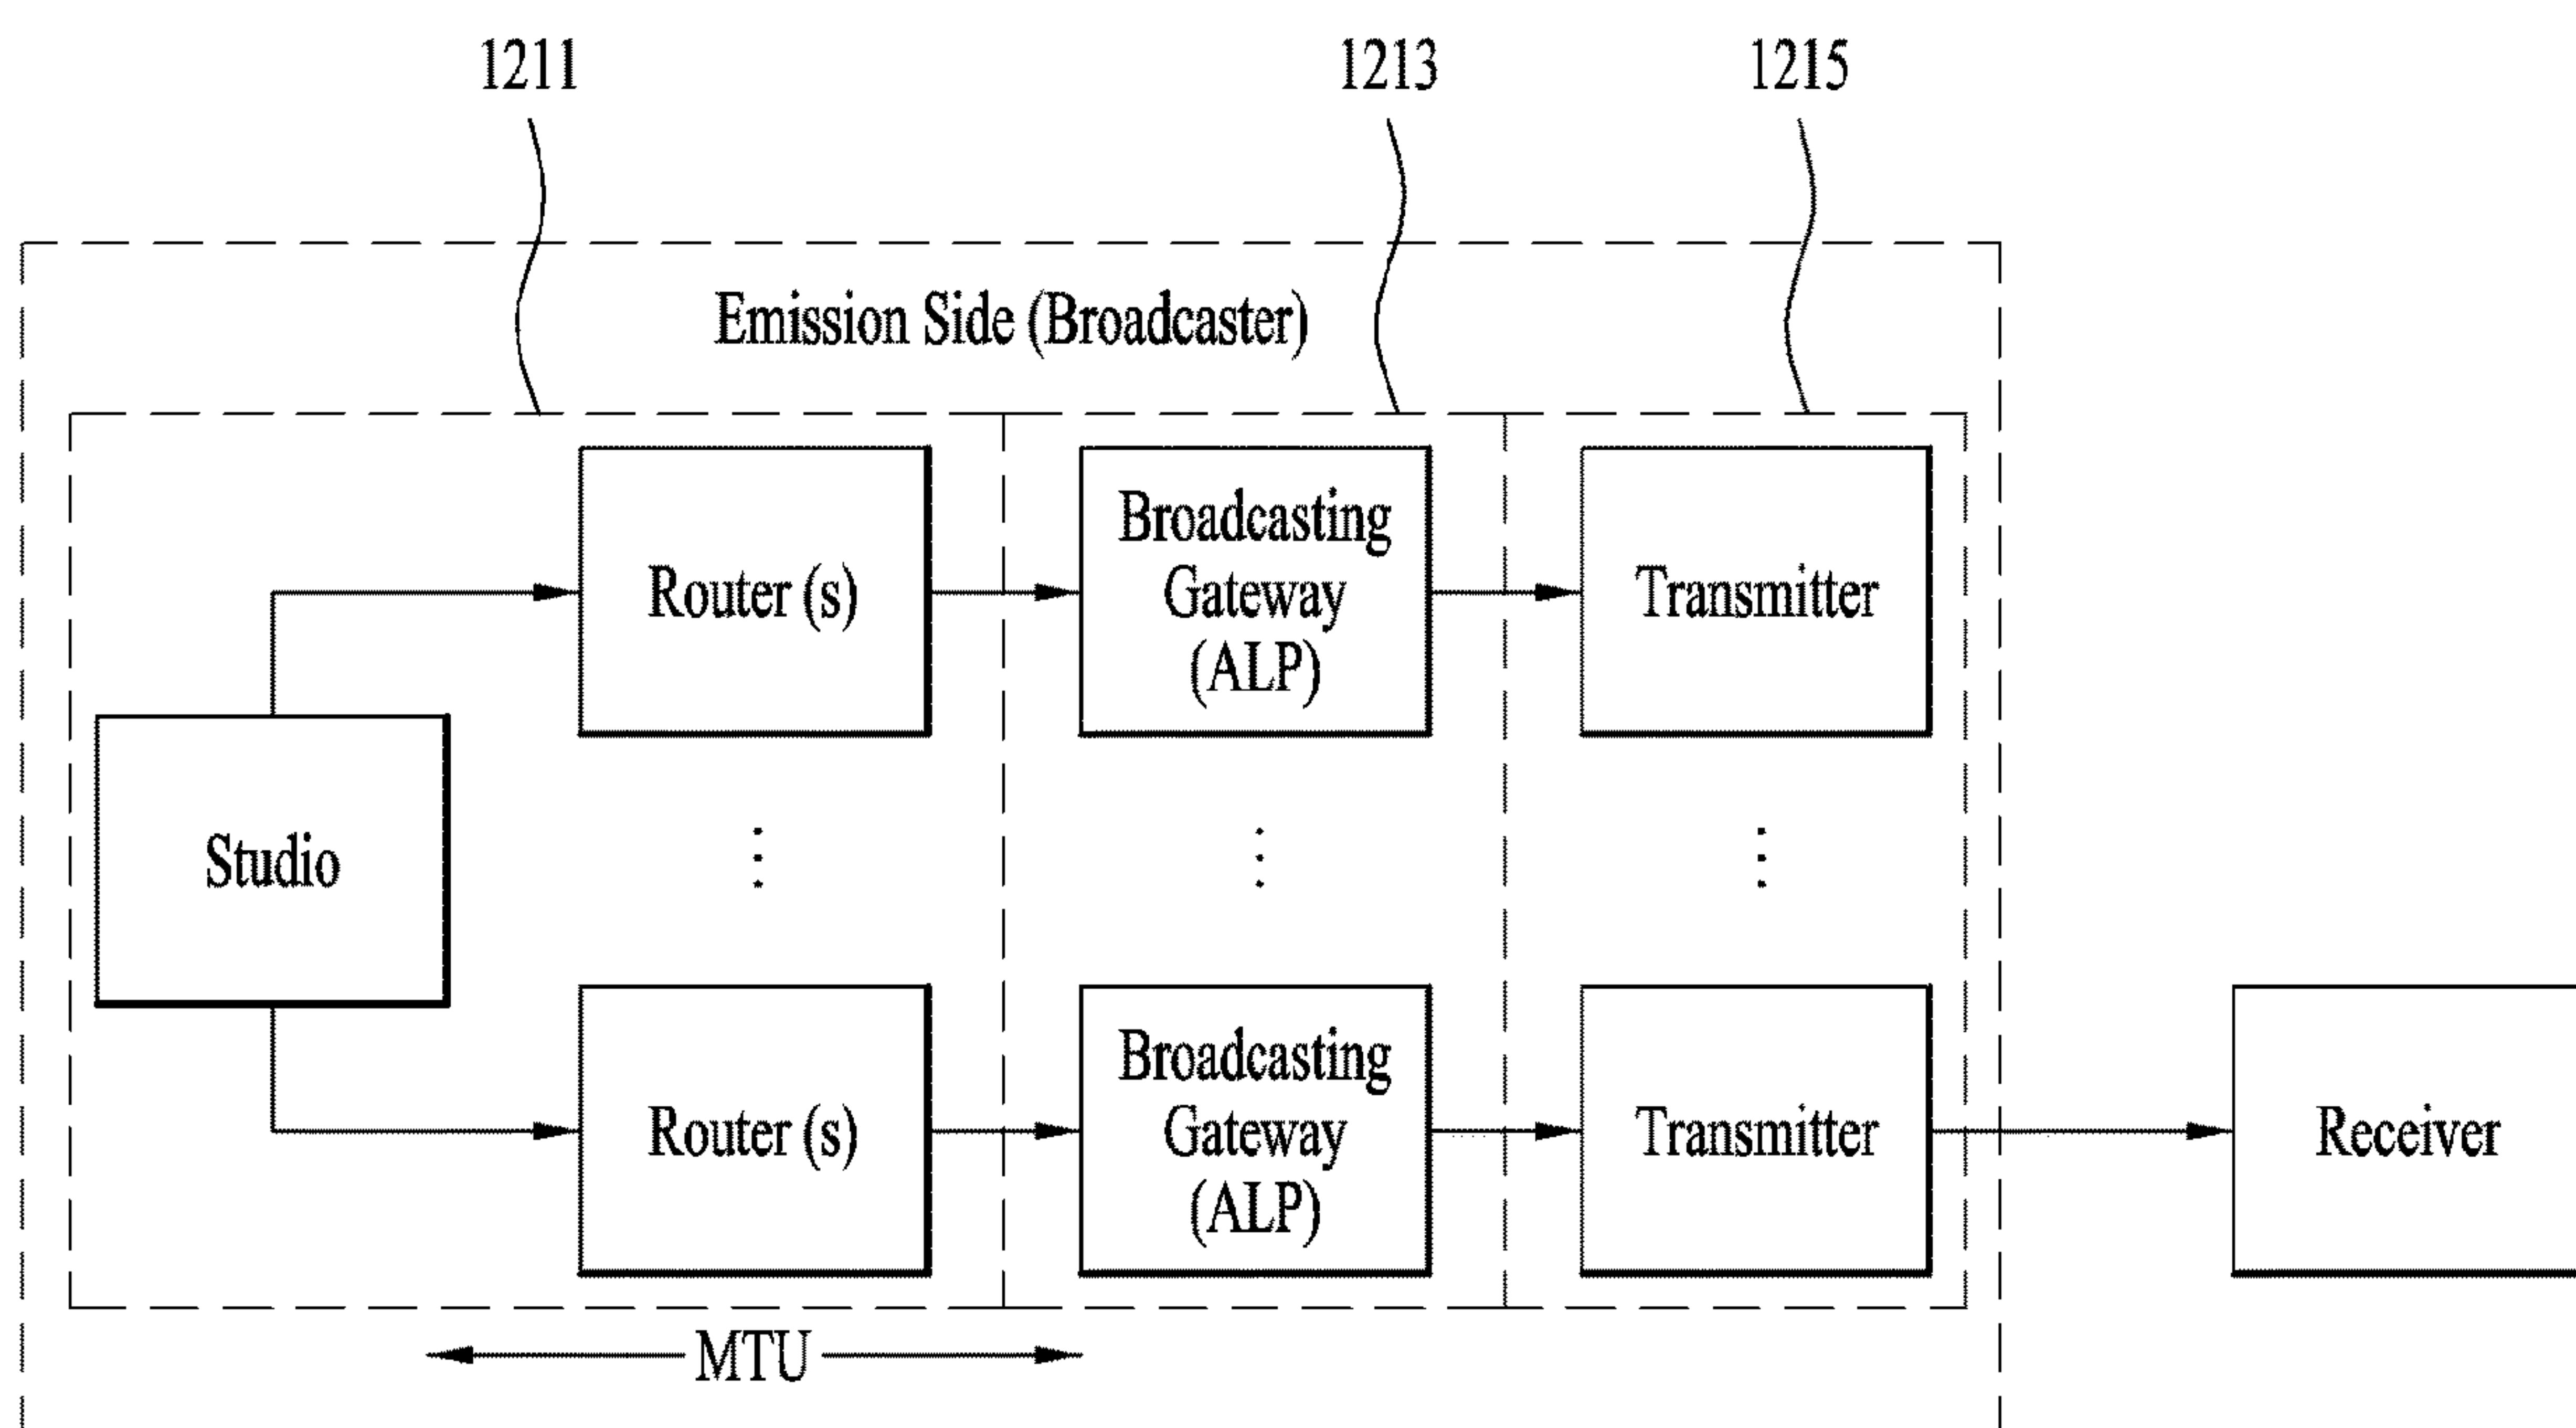 1211
1213
1215
Emission Side (Broadcaster)
Router (s)
Broadcasting
Gateway
(ALP)
Transmitter
Studio
Router (s)
Broadcasting
Gateway
(ALP)
Transmitter
Receiver
MTU